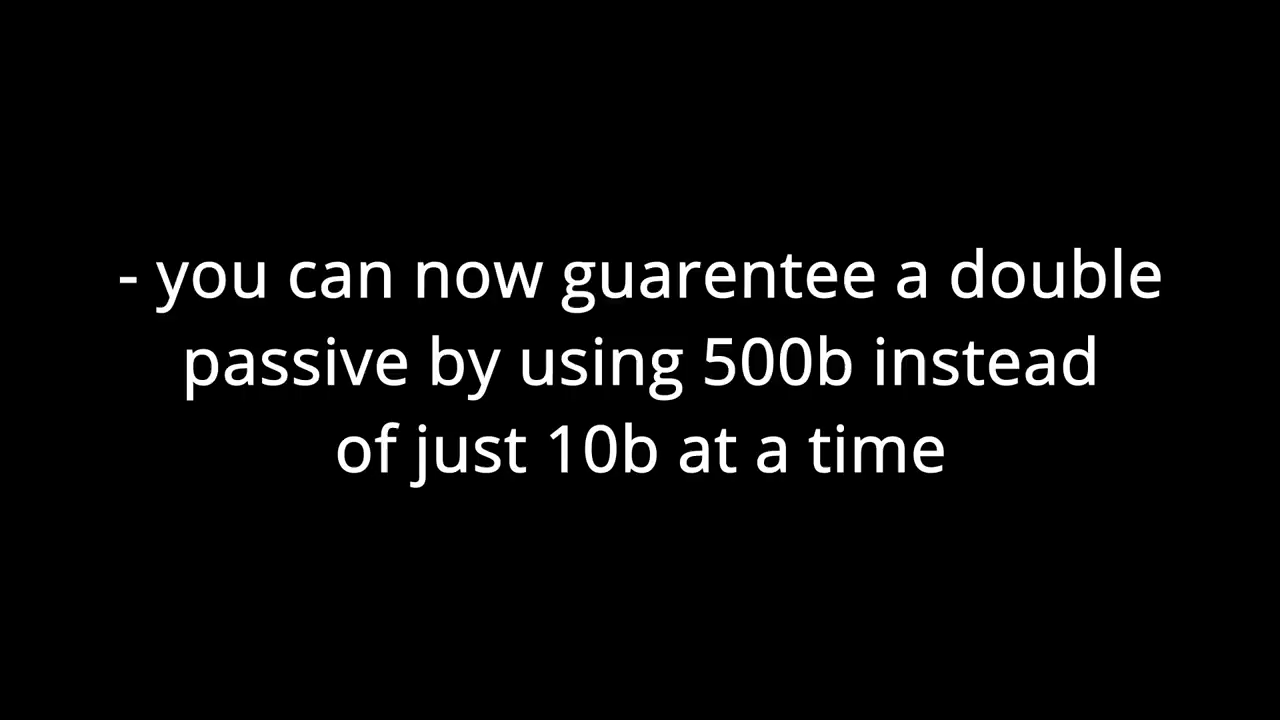 - you can now guarentee a double
passive by using 500b instead
of just 10b at a time